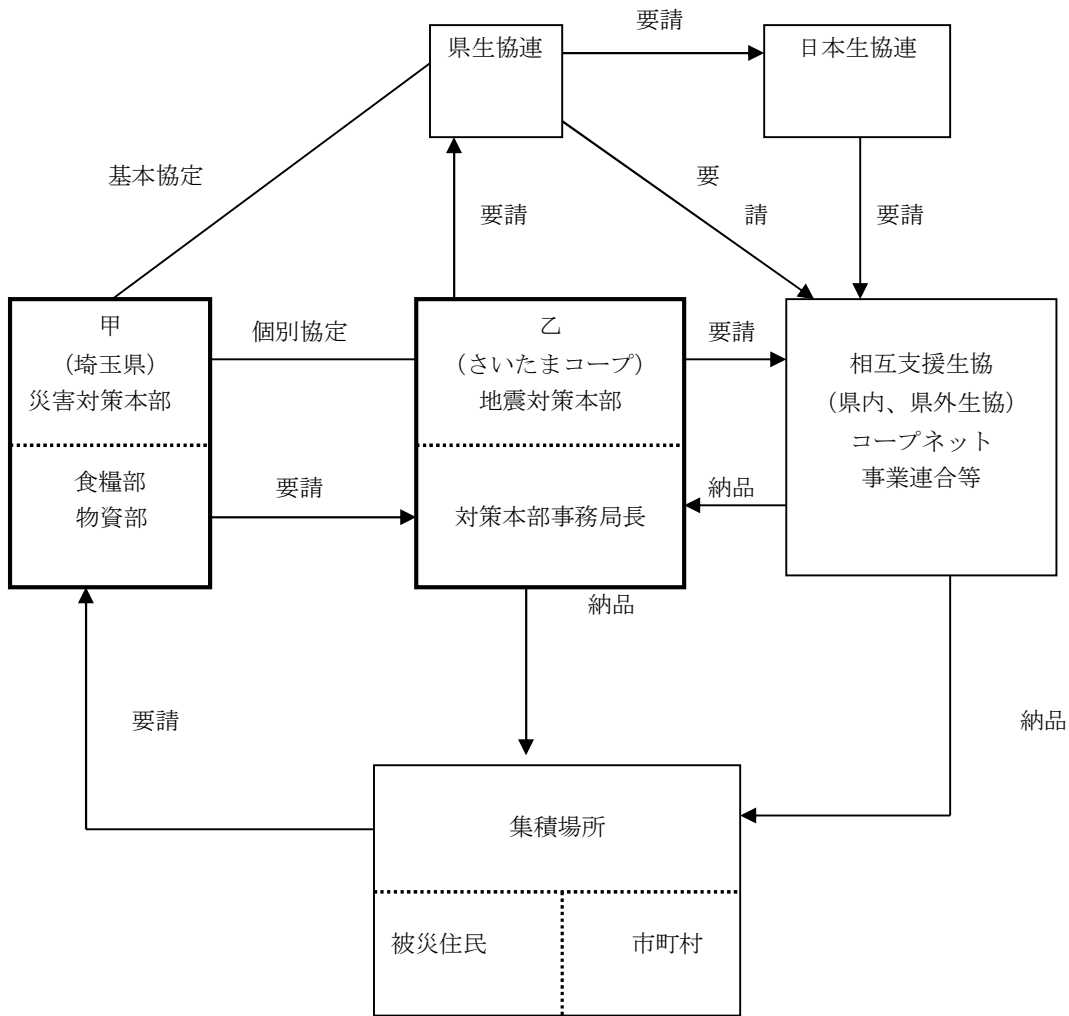 要請
県生協連
日本生協連
基本協定
要
請
要請
要請
甲
(埼玉県)
災害対策本部
個別協定
乙
(さいたまコープ)
地震対策本部
要請
相互支援生協
(県内、県外生協)
コープネット
事業連合等
食糧部
物資部
要請
対策本部事務局長
納品
納品
要請
納品
集積場所
被災住民
市町村